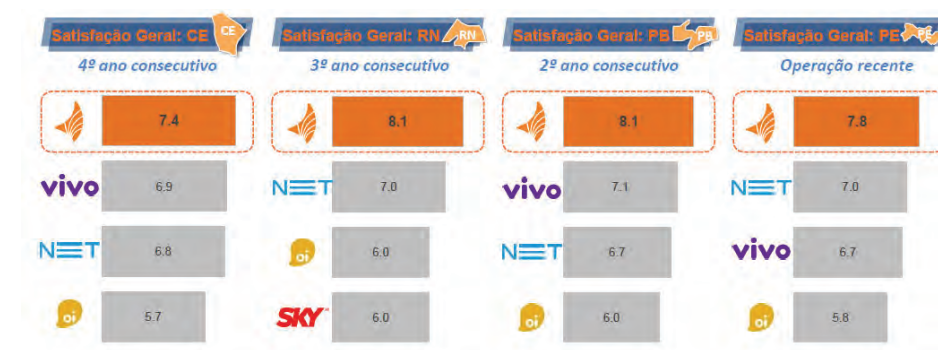 Satisfação Geral: CE CE
4º ano consecutivo
7.4
vivo 6.9
NET 6.8
oi 5.7
Satisfação Geral: RN RN
3º ano consecutivo
8.1
NET 7.0
oi 6.0
SKY 6.0
Satisfação Geral: PB PB
2º ano consecutivo
8.1
vivo 7.1
NET 6.7
oi 6.0
Satisfação Geral: PE PE
Operação recente
7.8
NET 7.0
vivo 6.7
oi 5.8